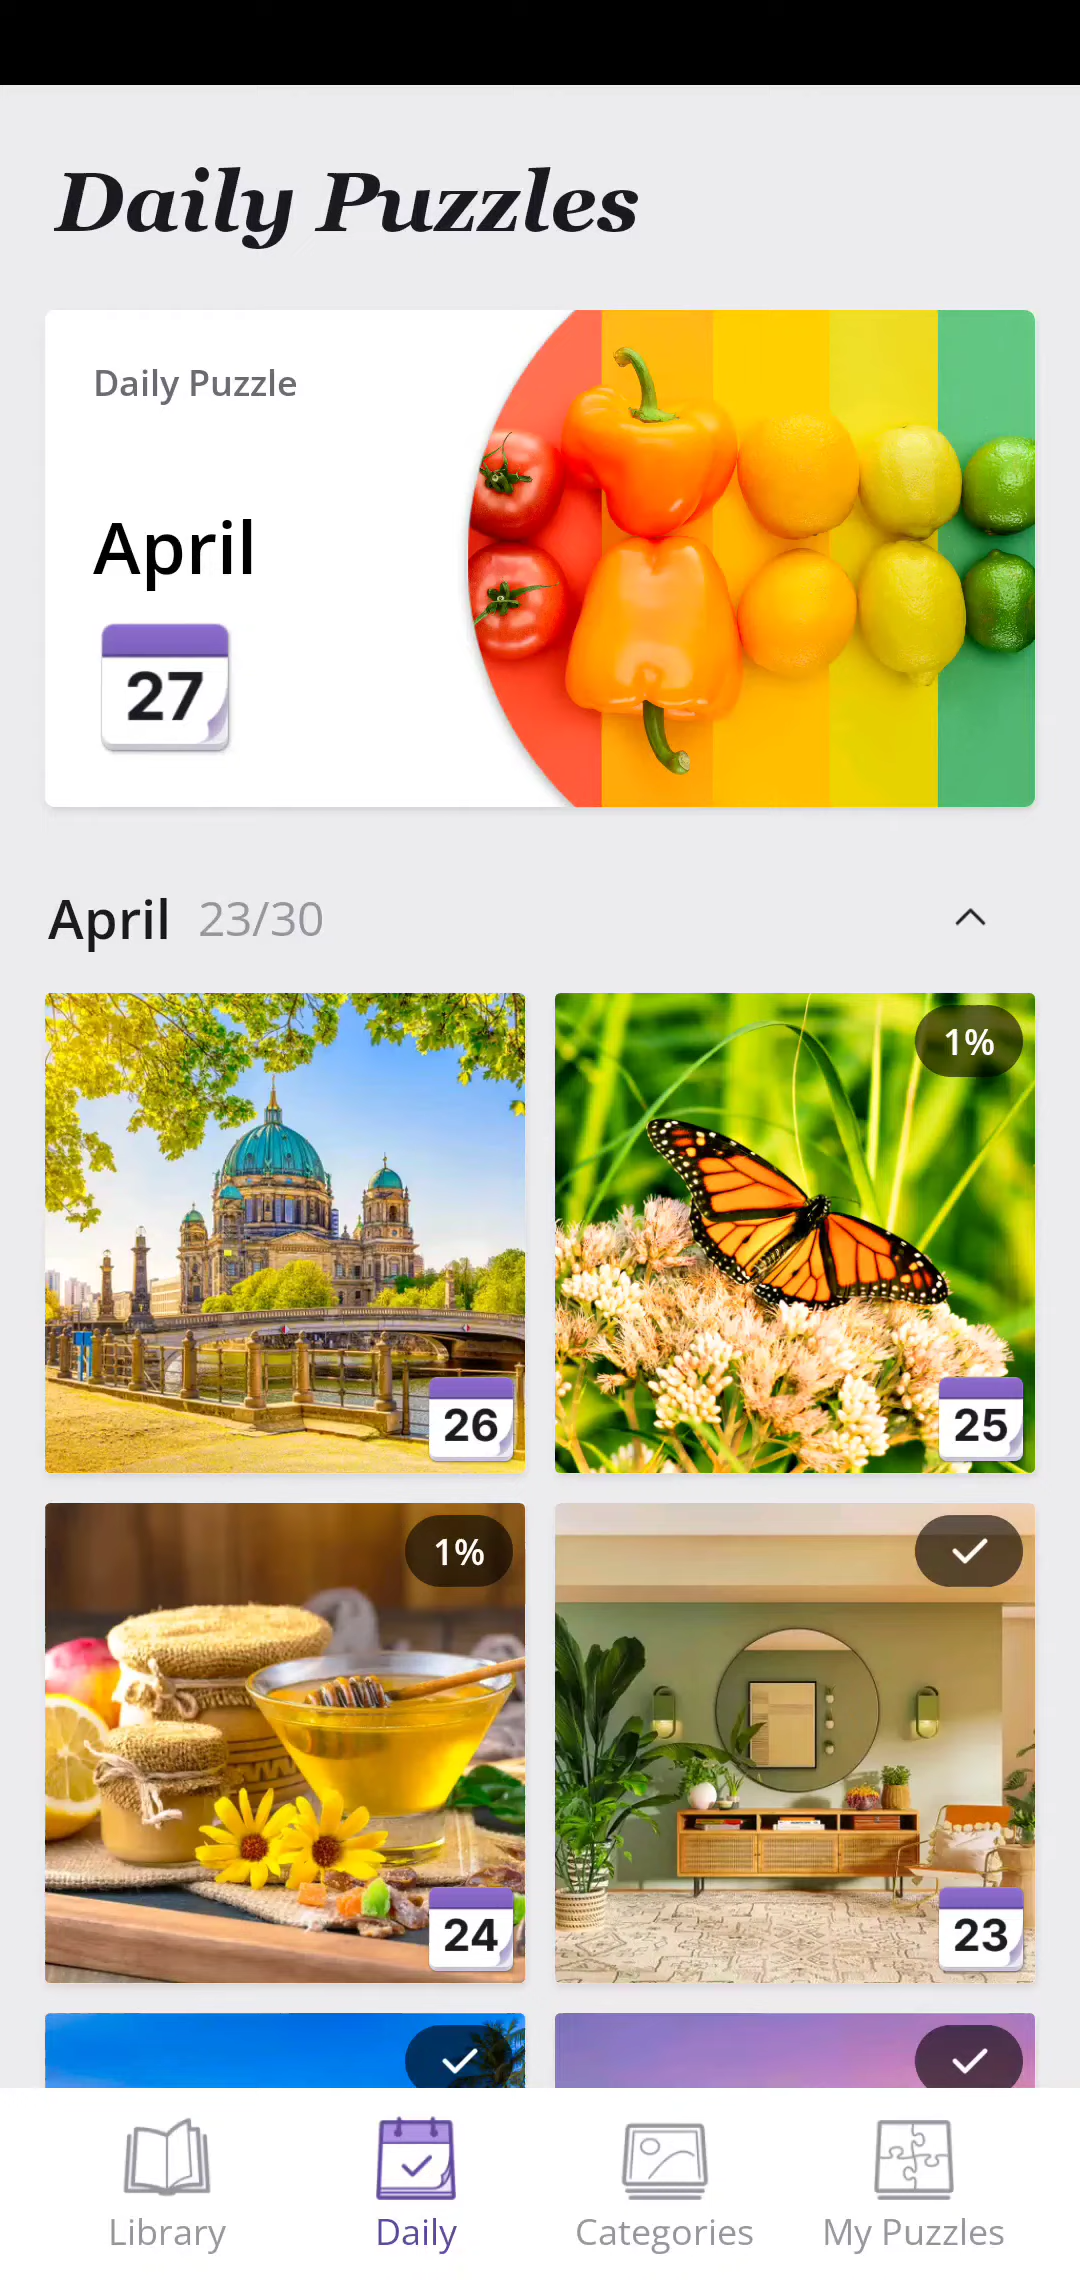 Daily Puzzles
Daily Puzzle
April
27
April 23/30
26
1%
25
1%
24
23
Library
Daily
Categories
My Puzzles